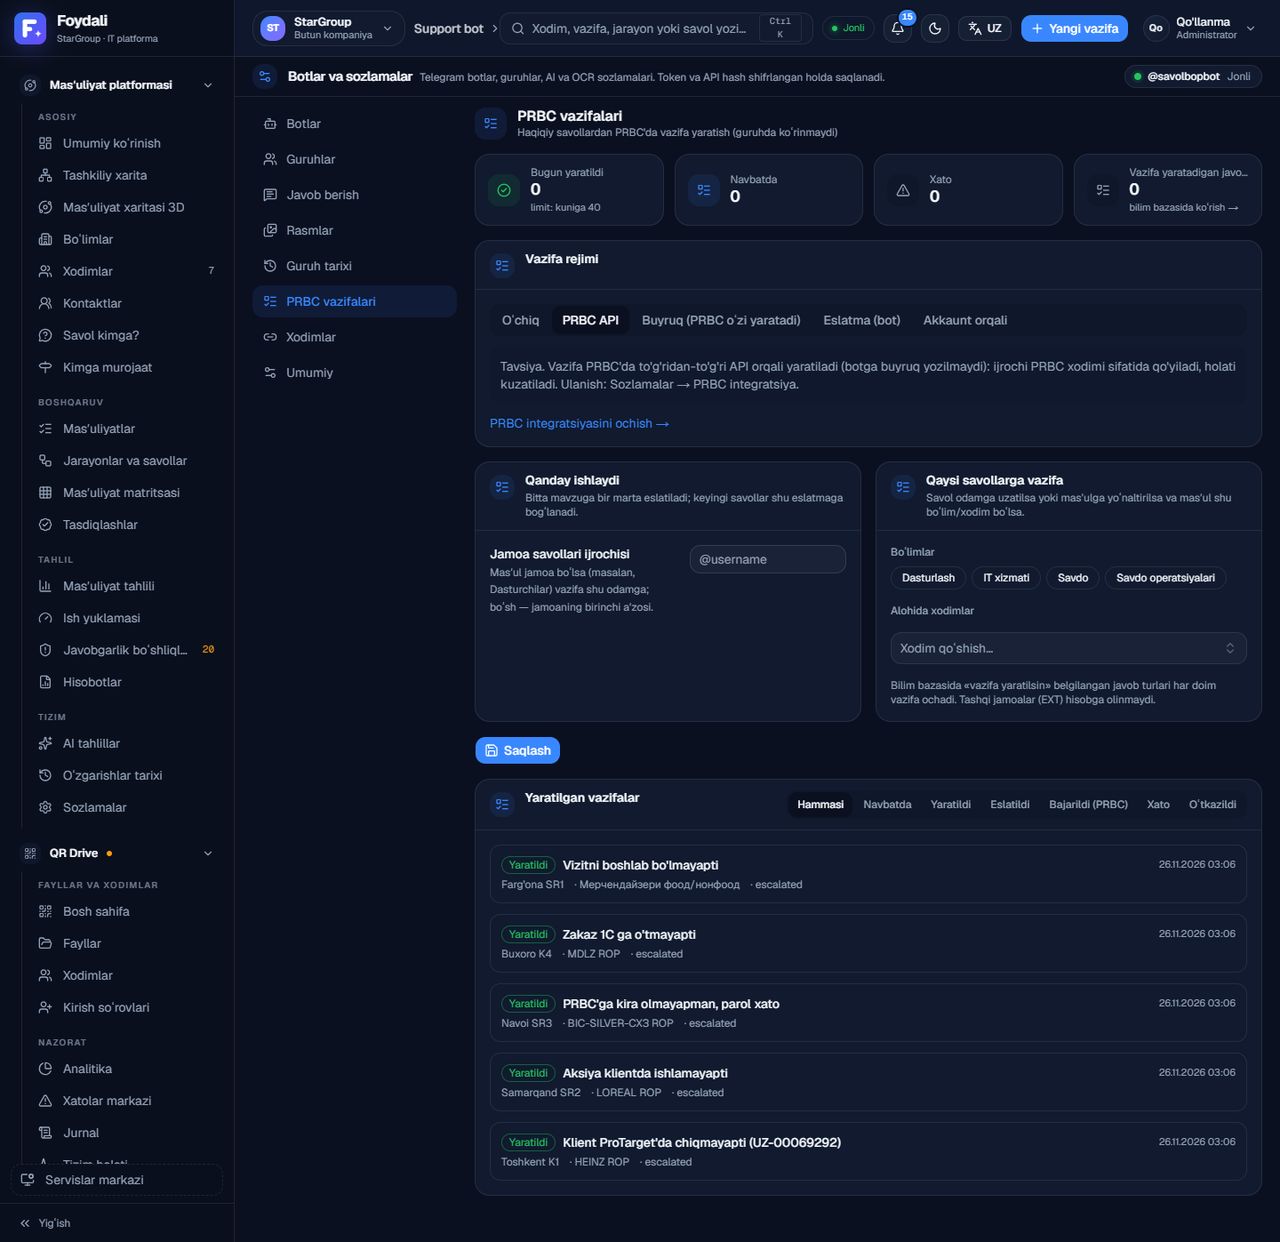 Foydali
StarGroup · IT platforma
ST
StarGroup
Butun kompaniya
Support bot
Xodim, vazifa, jarayon yoki savol yozi...
Ctrl K
Jonli
15
UZ
Yangi vazifa
Qo
Qo'llanma
Administrator
Botlar va sozlamalar
Telegram botlar, guruhlar, AI va OCR sozlamalari. Token va API hash shifrlangan holda saqlanadi.
@savolbopbot Jonli
Mas'uliyat platformasi
ASOSIY
Umumiy ko'rinish
Tashkiliy xarita
Mas'uliyat xaritasi 3D
Bo'limlar
Xodimlar 7
Kontaktlar
Savol kimga?
Kimga murojaat
BOSHQARUV
Mas'uliyatlar
Jarayonlar va savollar
Mas'uliyat matritsasi
Tasdiqlashlar
TAHLIL
Mas'uliyat tahlili
Ish yuklamasi
Javobgarlik bo'shliql... 20
Hisobotlar
TIZIM
AI tahlillar
O'zgarishlar tarixi
Sozlamalar
QR Drive
FAYLLAR VA XODIMLAR
Bosh sahifa
Fayllar
Xodimlar
Kirish so'rovlari
NAZORAT
Analitika
Xatolar markazi
Jurnal
Tizim holati
Servislar markazi
Yig'ish
Botlar
Guruhlar
Javob berish
Rasmlar
Guruh tarixi
PRBC vazifalari
Xodimlar
Umumiy
PRBC vazifalari
Haqiqiy savollardan PRBC'da vazifa yaratish (guruhda ko'rinmaydi)
Bugun yaratildi
0
limit: kuniga 40
Navbatda
0
Xato
0
Vazifa yaratadigan javo...
0
bilim bazasida ko'rish →
Vazifa rejimi
O'chiq
PRBC API
Buyruq (PRBC o'zi yaratadi)
Eslatma (bot)
Akkaunt orqali
Tavsiya. Vazifa PRBC'da to'g'ridan-to'g'ri API orqali yaratiladi (botga buyruq yozilmaydi): ijrochi PRBC xodimi sifatida qo'yiladi, holati
kuzatiladi. Ulanish: Sozlamalar → PRBC integratsiya.
PRBC integratsiyasini ochish →
Qanday ishlaydi
Bitta mavzuga bir marta eslatiladi; keyingi savollar shu eslatmaga
bog'lanadi.
Jamoa savollari ijrochisi
Mas'ul jamoa bo'lsa (masalan,
Dasturchilar) vazifa shu odamga;
bo'sh — jamoaning birinchi a'zosi.
@username
Qaysi savollarga vazifa
Savol odamga uzatilsa yoki mas'ulga yo'naltirilsa va mas'ul shu
bo'lim/xodim bo'lsa.
Bo'limlar
Dasturlash
IT xizmati
Savdo
Savdo operatsiyalari
Alohida xodimlar
Xodim qo'shish...
Bilim bazasida «vazifa yaratilsin» belgilangan javob turlari har doim
vazifa ochadi. Tashqi jamoalar (EXT) hisobga olinmaydi.
Saqlash
Yaratilgan vazifalar
Hammasi
Navbatda
Yaratildi
Eslatildi
Bajarildi (PRBC)
Xato
O'tkazildi
Yaratildi Vizitni boshlab bo'lmayapti 26.11.2026 03:06
Farg'ona SR1 · Мерчендайзери фоод/нонфоод · escalated
Yaratildi Zakaz 1C ga o'tmayapti 26.11.2026 03:06
Buxoro K4 · MDLZ ROP · escalated
Yaratildi PRBC'ga kira olmayapman, parol xato 26.11.2026 03:06
Navoi SR3 · BIC-SILVER-CX3 ROP · escalated
Yaratildi Aksiya klientda ishlamayapti 26.11.2026 03:06
Samarqand SR2 · LOREAL ROP · escalated
Yaratildi Klient ProTarget'da chiqmayapti (UZ-00069292) 26.11.2026 03:06
Toshkent K1 · HEINZ ROP · escalated